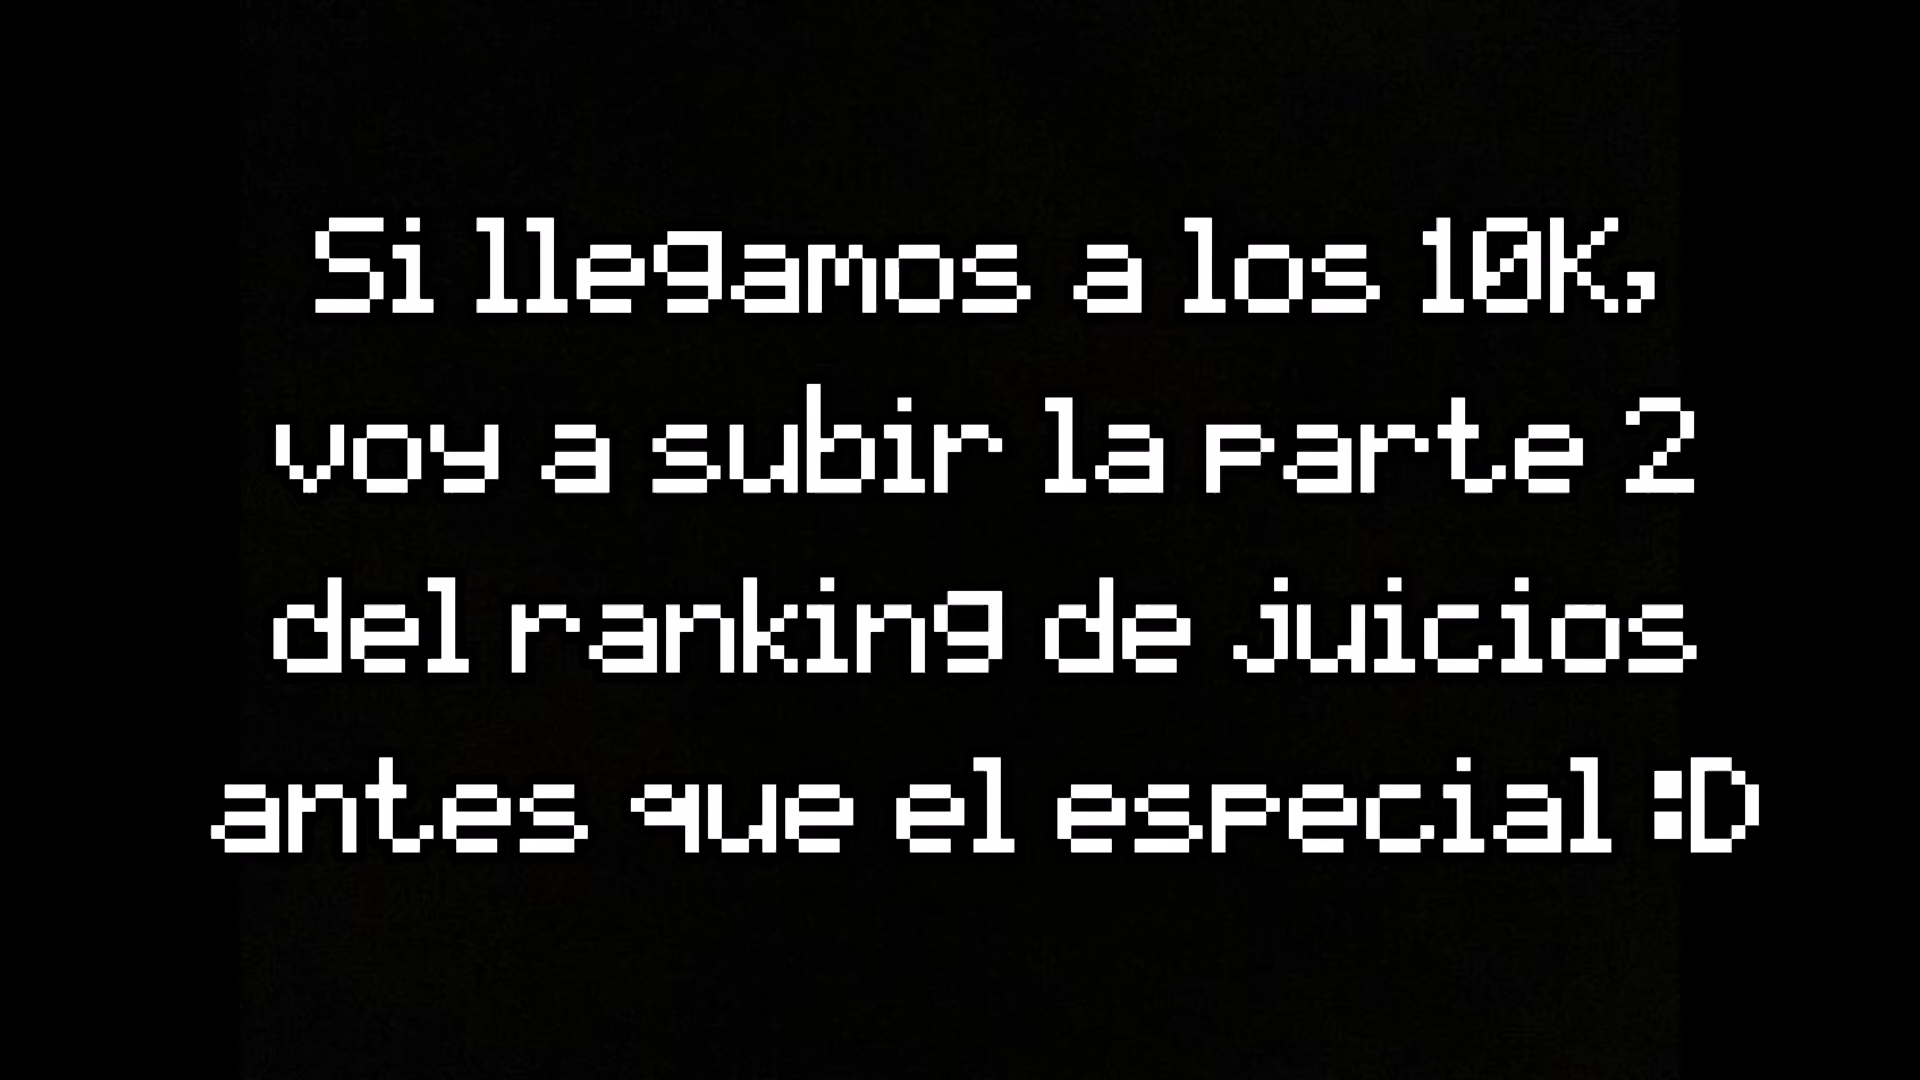 Si llegamos a los 10K,
voy a subir la parte 2
del ranking de juicios
antes que el especial :D